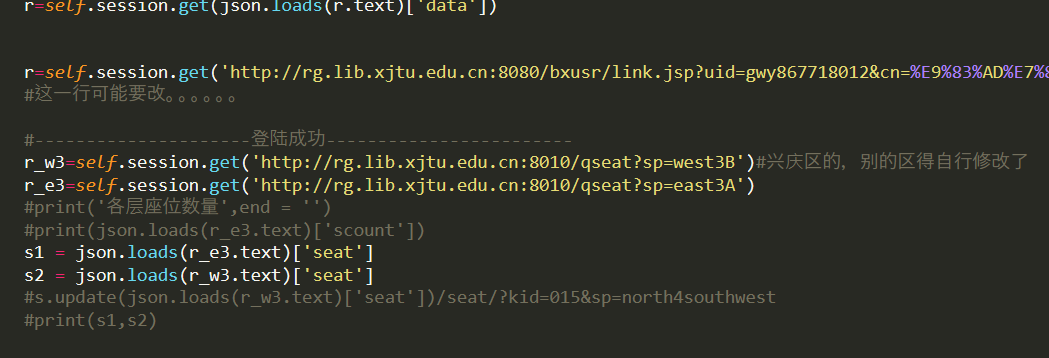 r=self.session.get(json.loads(r.text)['data'])
r=self.session.get('http://rg.lib.xjtu.edu.cn:8080/bxusr/link.jsp?uid=gwy867718012&cn=%E9%83%AD%E7%8
#这一行可能要改。。。。。。
#---------------------登陆成功-------------------------
r_w3=self.session.get('http://rg.lib.xjtu.edu.cn:8010/qseat?sp=west3B')#兴庆区的，别的区得自行修改了
r_e3=self.session.get('http://rg.lib.xjtu.edu.cn:8010/qseat?sp=east3A')
#print('各层座位数量',end = '')
#print(json.loads(r_e3.text)['scount'])
s1 = json.loads(r_e3.text)['seat']
s2 = json.loads(r_w3.text)['seat']
#s.update(json.loads(r_w3.text)['seat'])/seat/?kid=015&sp=north4southwest
#print(s1,s2)